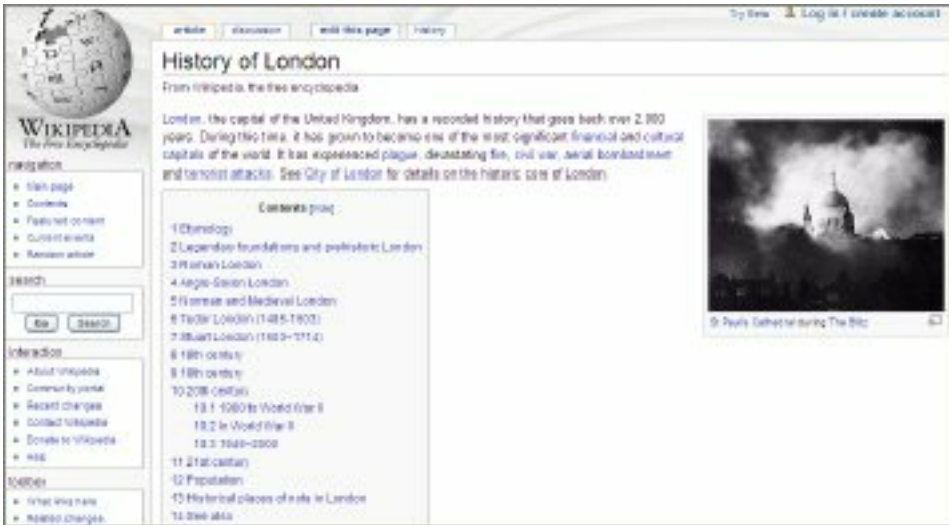 Try Beta Log in / create account
article discussion edit this page history
WIKIPEDIA
The Free Encyclopedia
navigation
Main page
Contents
Featured content
Current events
Random article
search
Go Search
interaction
About Wikipedia
Community portal
Recent changes
Contact Wikipedia
Donate to Wikipedia
Help
toolbox
What links here
Related changes
History of London
From Wikipedia, the free encyclopedia
London, the capital of the United Kingdom, has a recorded history that goes back over 2,000
years. During this time, it has grown to become one of the most significant financial and cultural
capitals of the world. It has experienced plague, devastating fire, civil war, aerial bombardment
and terrorist attacks. See City of London for details on the historic core of London.
Contents [hide]
1 Etymology
2 Legendary foundations and prehistoric London
3 Roman London
4 Anglo-Saxon London
5 Norman and Medieval London
6 Tudor London (1485-1603)
7 Stuart London (1603–1714)
8 18th century
9 19th century
10 20th century
10.1 1900 to World War II
10.2 In World War II
10.3 1945–2000
11 21st century
12 Population
13 Historical places of note in London
14 See also
St Paul's Cathedral during The Blitz